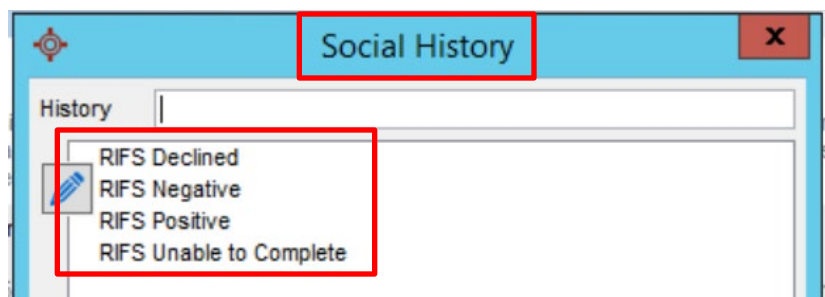 Social History
x
History
RIFS Declined
RIFS Negative
RIFS Positive
RIFS Unable to Complete